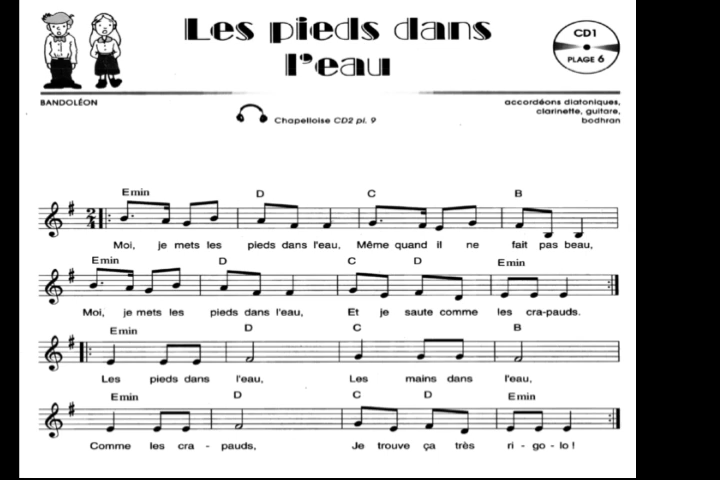 Les pieds dans
l'eau
CD1
PLAGE 6
BANDOLÉON
accordéons diatoniques,
clarinette, guitare,
bodhran
Chapelloise CD2 pl. 9
Emin D C B
2/4
Moi, je mets les pieds dans l'eau, Même quand il ne fait pas beau,
Emin D C D Emin
Moi, je mets les pieds dans l'eau, Et je saute comme les cra-pauds.
Emin D C B
Les pieds dans l'eau, Les mains dans l'eau,
Emin D C D Emin
Comme les cra - pauds, Je trouve ça très ri - go - lo !